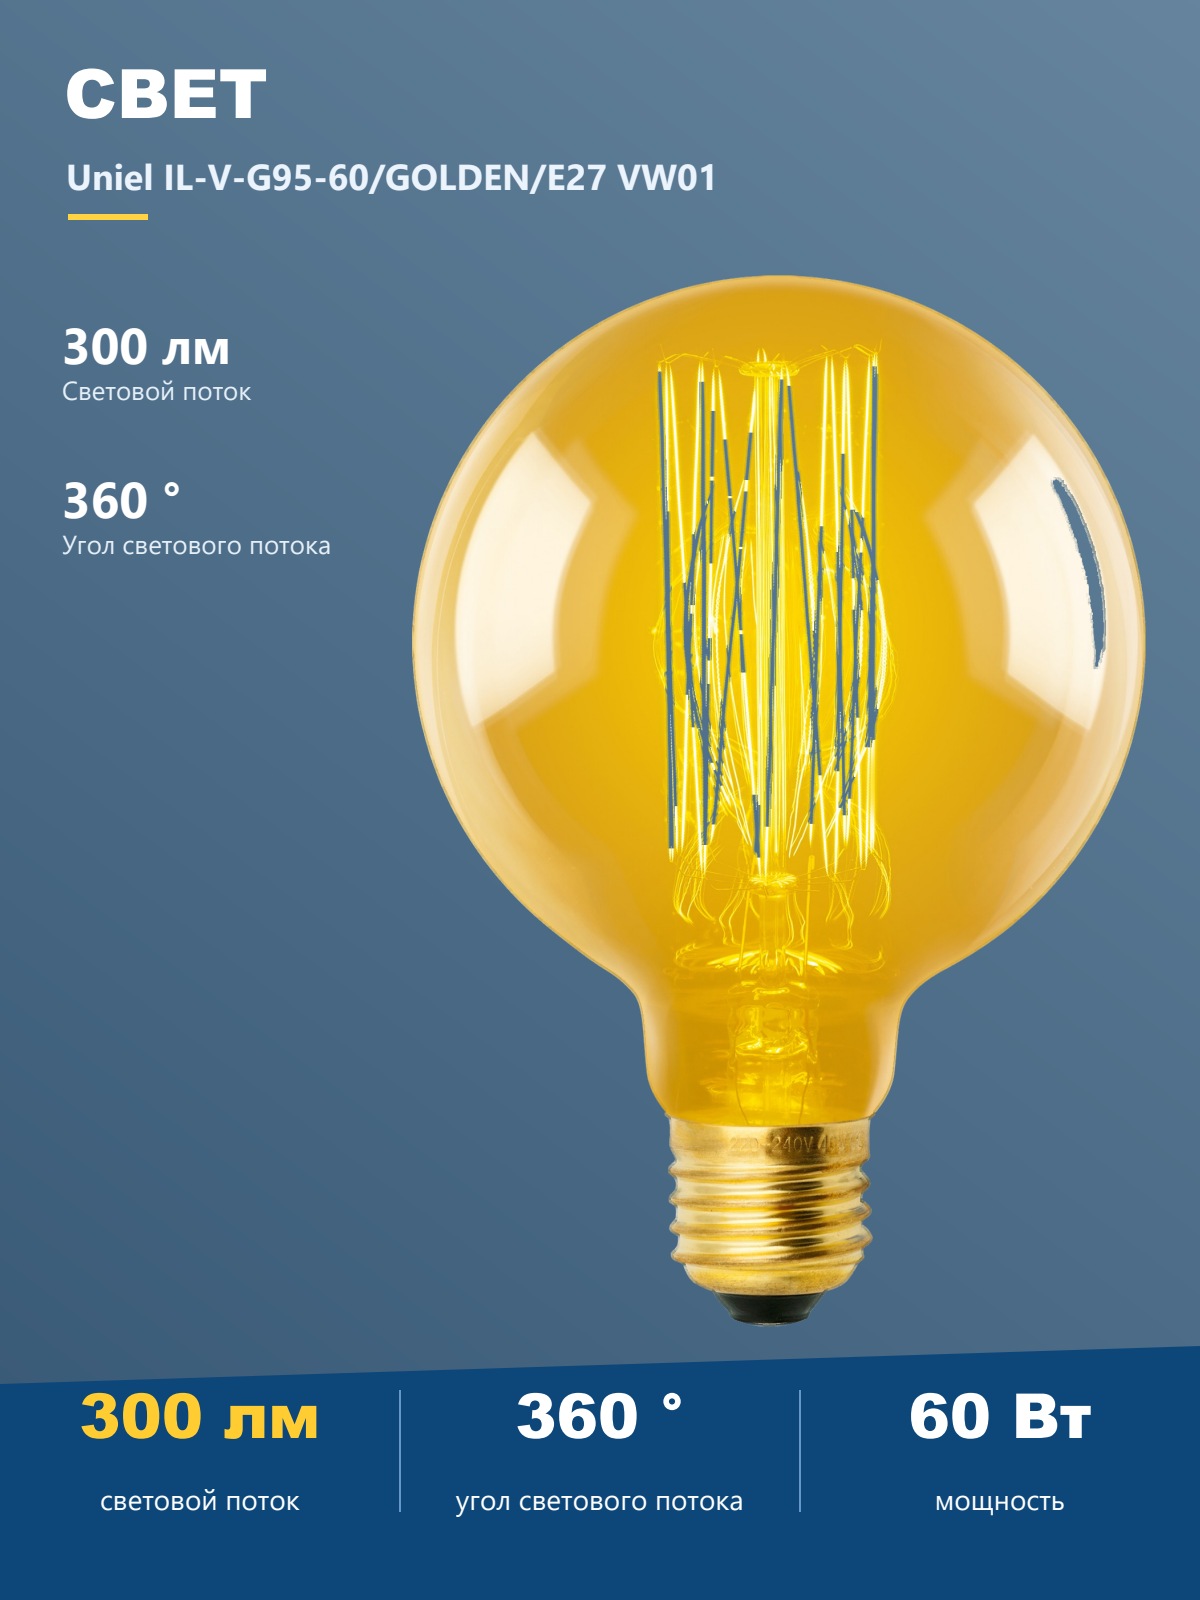 СВЕТ
Uniel IL-V-G95-60/GOLDEN/E27 VW01
300 лм
Световой поток
360 °
Угол светового потока
240V
300 лм
световой поток
360 °
угол светового потока
60 Вт
мощность